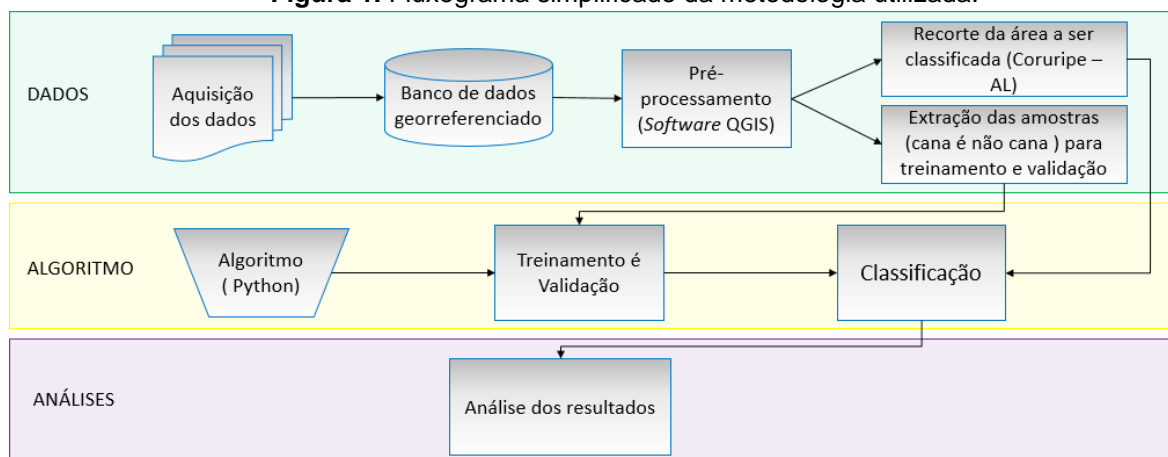 Figura 1. Fluxograma simplificado da metodologia utilizada.
DADOS
Aquisição
dos dados
Banco de dados
georreferenciado
Pré-
processamento
(Software QGIS)
Recorte da área a ser
classificada (Coruripe –
AL)
Extração das amostras
(cana é não cana ) para
treinamento e validação
ALGORITMO
Algoritmo
( Python)
Treinamento é
Validação
Classificação
ANÁLISES
Análise dos resultados